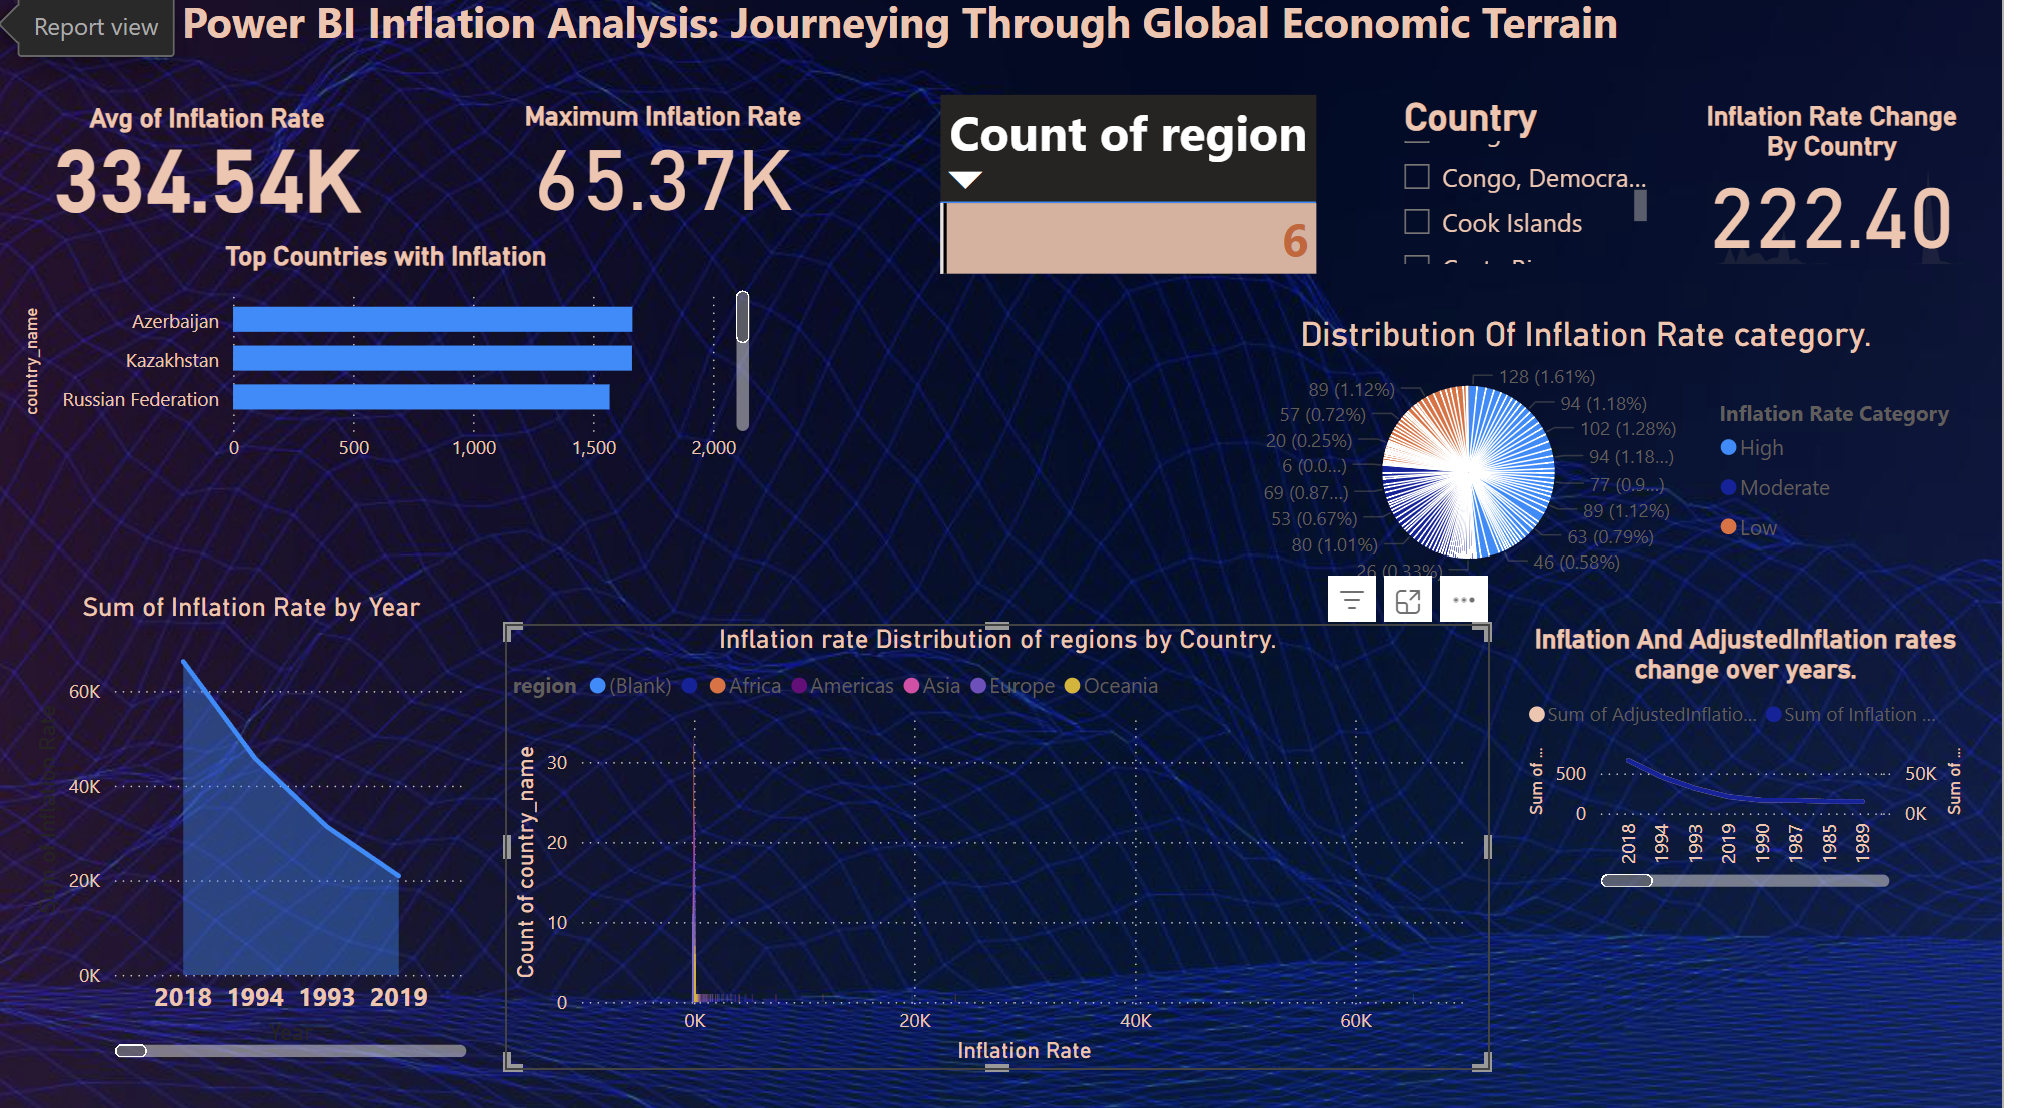 Report view
Power BI Inflation Analysis: Journeying Through Global Economic Terrain
Avg of Inflation Rate
334.54K
Maximum Inflation Rate
65.37K
Count of region
6
Country
Congo, Democra...
Cook Islands
Inflation Rate Change
By Country
222.40
Top Countries with Inflation
country_name
Azerbaijan
Kazakhstan
Russian Federation
0 500 1,000 1,500 2,000
Distribution Of Inflation Rate category.
128 (1.61%)
94 (1.18%)
102 (1.28%)
94 (1.18...)
77 (0.9...)
89 (1.12%)
63 (0.79%)
46 (0.58%)
26 (0.33%)
80 (1.01%)
53 (0.67%)
69 (0.87...)
6 (0.0...)
20 (0.25%)
57 (0.72%)
89 (1.12%)
Inflation Rate Category
High
Moderate
Low
Sum of Inflation Rate by Year
Sum of Inflation Rate
60K
40K
20K
0K
2018 1994 1993 2019
Year
Inflation rate Distribution of regions by Country.
region (Blank) Africa Americas Asia Europe Oceania
Count of country_name
30
20
10
0
0K 20K 40K 60K
Inflation Rate
Inflation And AdjustedInflation rates
change over years.
Sum of AdjustedInflatio... Sum of Inflation ...
Sum of ...
500
0
50K
0K
Sum of ...
2018 1994 1993 2019 1990 1987 1985 1989